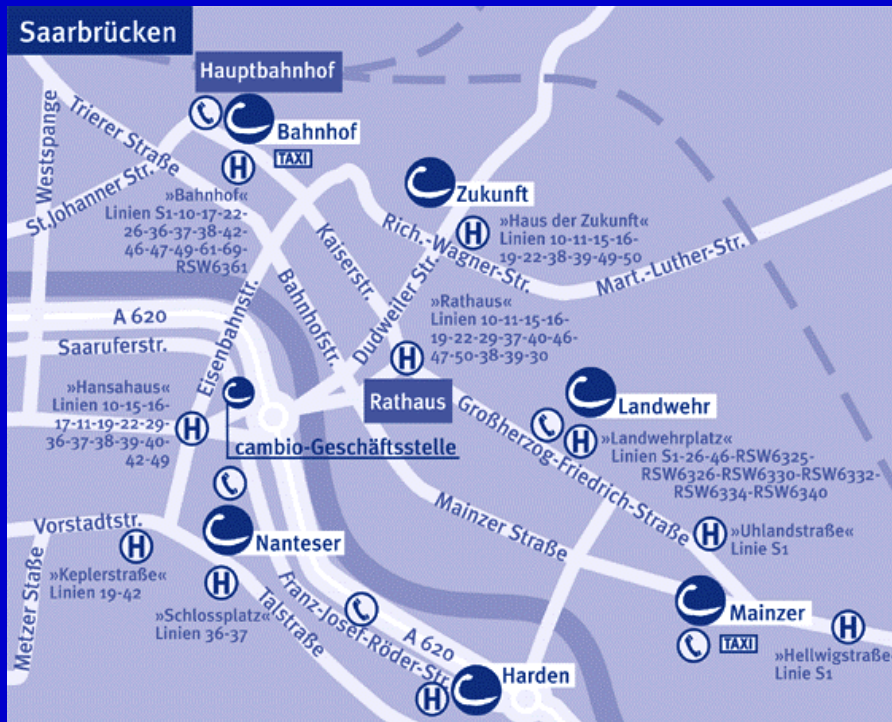 Saarbrücken
Hauptbahnhof
Bahnhof
TAXI
H
»Bahnhof«
Linien S1-10-17-22-
26-36-37-38-42-
46-47-49-61-69-
RSW6361
Westspange
Trierer Straße
St.Johanner Str.
Zukunft
H
»Haus der Zukunft«
Linien 10-11-15-16-
19-22-38-39-49-50
Kaiserstr.
Rich.-Wagner-Str.
Mart.-Luther-Str.
Bahnhofstr.
Dudweiler Str.
»Rathaus«
Linien 10-11-15-16-
19-22-29-37-40-46-
47-50-38-39-30
H
Rathaus
A 620
Saaruferstr.
Eisenbahnstr.
»Hansahaus«
Linien 10-15-16-
17-11-19-22-29-
36-37-38-39-40-
42-49
H
cambio-Geschäftsstelle
Großherzog-Friedrich-Straße
Landwehr
H
»Landwehrplatz«
Linien S1-26-46-RSW6325-
RSW6326-RSW6330-RSW6332-
RSW6334-RSW6340
Mainzer Straße
H
»Uhlandstraße«
Linie S1
Vorstadtstr.
Nanteser
H
»Keplerstraße«
Linien 19-42
Metzer Staße
H
»Schlossplatz«
Linien 36-37
Talstraße
Franz-Josef-Röder-Str.
A 620
Mainzer
TAXI
H
»Hellwigstraße«
Linie S1
Harden
H